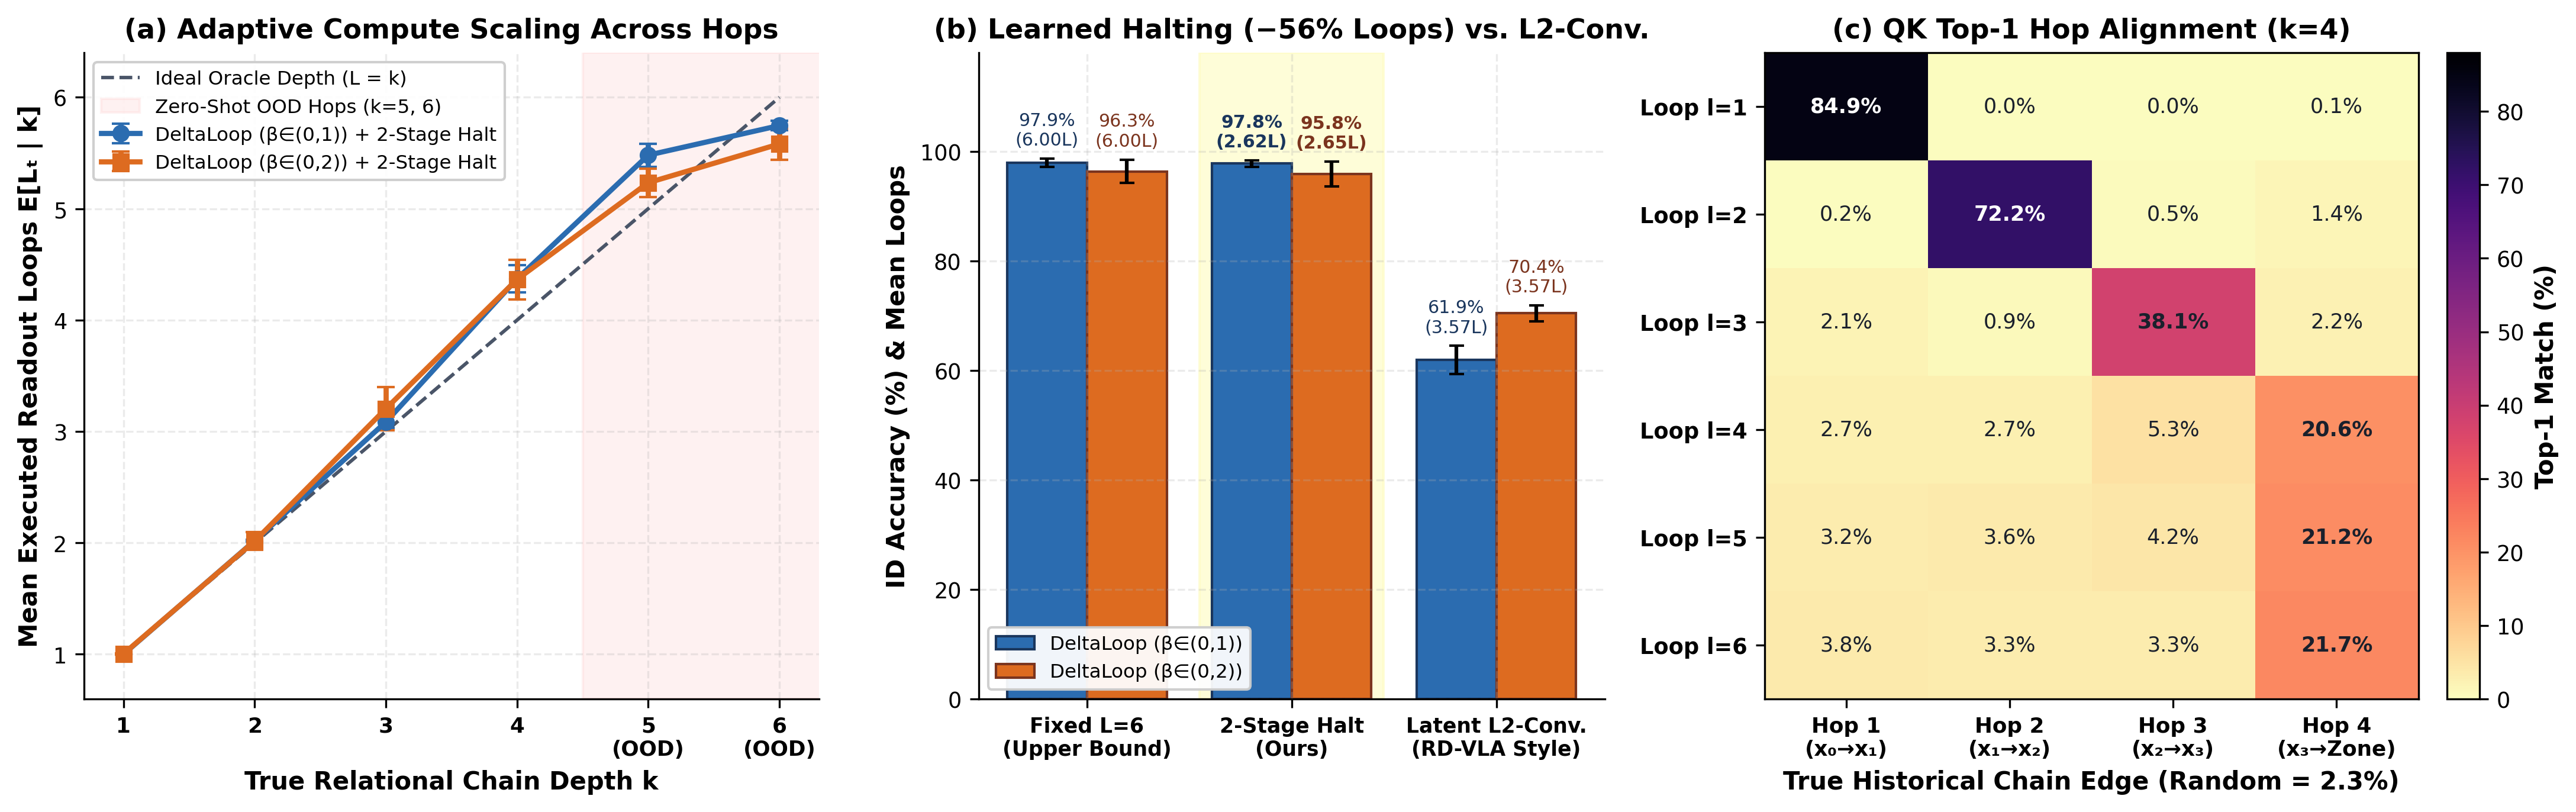 (a) Adaptive Compute Scaling Across Hops
Mean Executed Readout Loops E[Lₜ | k]
6
5
4
3
2
1
Ideal Oracle Depth (L = k)
Zero-Shot OOD Hops (k=5, 6)
DeltaLoop (β∈(0,1)) + 2-Stage Halt
DeltaLoop (β∈(0,2)) + 2-Stage Halt
1
2
3
4
5
(OOD)
6
(OOD)
True Relational Chain Depth k
(b) Learned Halting (−56% Loops) vs. L2-Conv.
ID Accuracy (%) & Mean Loops
100
80
60
40
20
0
97.9%
(6.00L)
96.3%
(6.00L)
97.8%
(2.62L)
95.8%
(2.65L)
61.9%
(3.57L)
70.4%
(3.57L)
DeltaLoop (β∈(0,1))
DeltaLoop (β∈(0,2))
Fixed L=6
(Upper Bound)
2-Stage Halt
(Ours)
Latent L2-Conv.
(RD-VLA Style)
(c) QK Top-1 Hop Alignment (k=4)
Loop l=1
84.9%
0.0%
0.0%
0.1%
Loop l=2
0.2%
72.2%
0.5%
1.4%
Loop l=3
2.1%
0.9%
38.1%
2.2%
Loop l=4
2.7%
2.7%
5.3%
20.6%
Loop l=5
3.2%
3.6%
4.2%
21.2%
Loop l=6
3.8%
3.3%
3.3%
21.7%
Hop 1
(x₀→x₁)
Hop 2
(x₁→x₂)
Hop 3
(x₂→x₃)
Hop 4
(x₃→Zone)
True Historical Chain Edge (Random = 2.3%)
80
70
60
50
40
30
20
10
0
Top-1 Match (%)